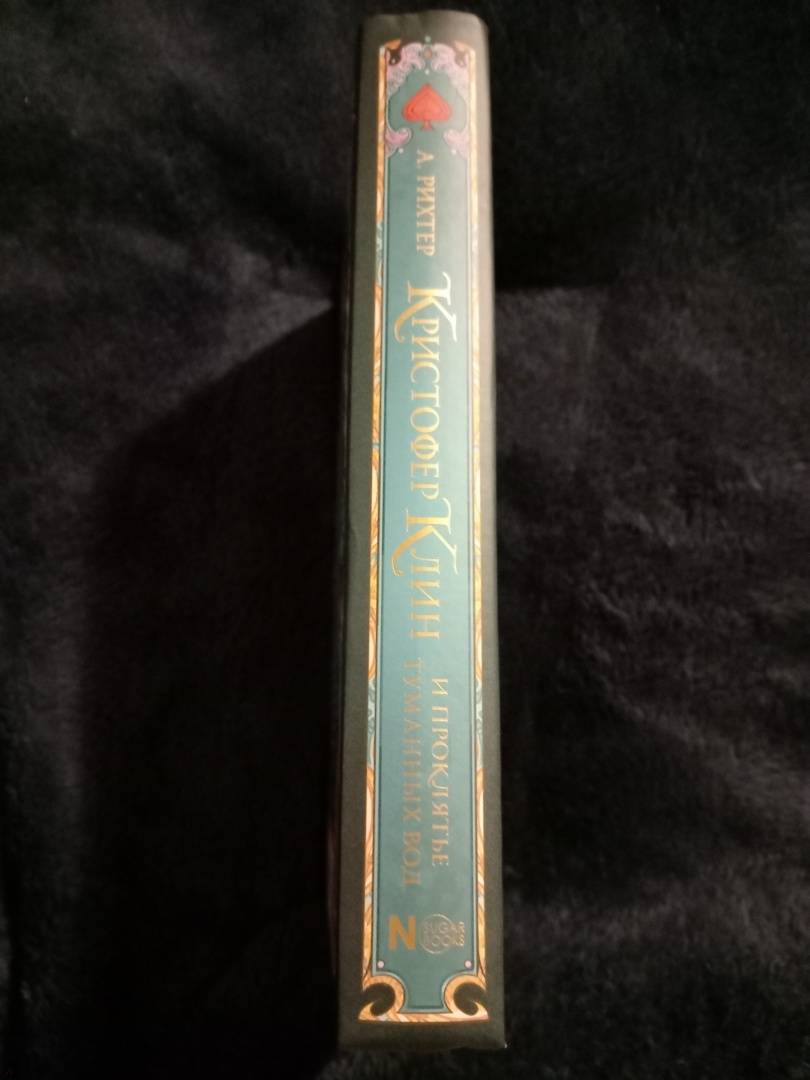 А. РИХТЕР
КРИСТОФЕР КЛИН
И ПРОКЛЯТЬЕ
ТУМАННЫХ ВОД
N
SUGAR
BOOKS